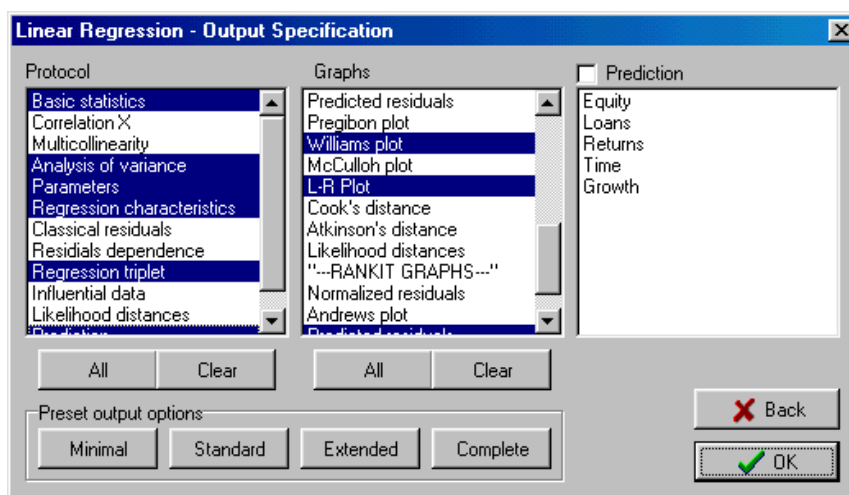 Linear Regression - Output Specification
Protocol
Basic statistics
Correlation X
Multicollinearity
Analysis of variance
Parameters
Regression characteristics
Classical residuals
Residials dependence
Regression triplet
Influential data
Likelihood distances
Prediction
All
Clear
Graphs
Predicted residuals
Pregibon plot
Williams plot
McCulloh plot
L-R Plot
Cook's distance
Atkinson's distance
Likelihood distances
"---RANKIT GRAPHS---"
Normalized residuals
Andrews plot
Predicted residuals
All
Clear
Prediction
Equity
Loans
Returns
Time
Growth
Preset output options
Minimal
Standard
Extended
Complete
Back
OK